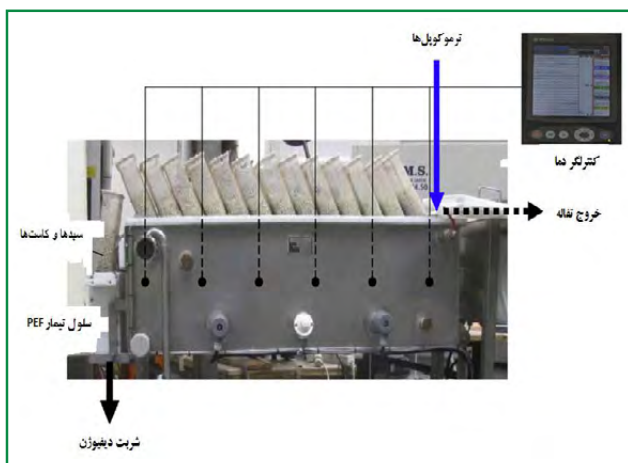 ترموکوپل‌ها
کنترلگر دما
M.S.
خروج تفاله
سبدها و کاست‌ها
سلول تیمار PEF
شربت دیفیوژن